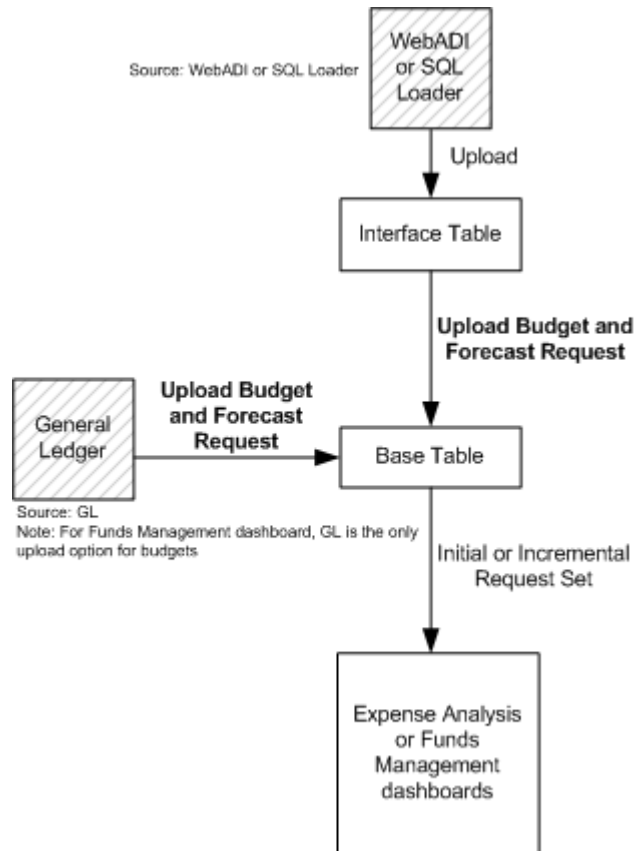 Source: WebADI or SQL Loader
WebADI
or SQL
Loader
Upload
Interface Table
Upload Budget and
Forecast Request
General
Ledger
Upload Budget
and Forecast
Request
Base Table
Source: GL
Note: For Funds Management dashboard, GL is the only
upload option for budgets
Initial or Incremental
Request Set
Expense Analysis
or Funds
Management
dashboards